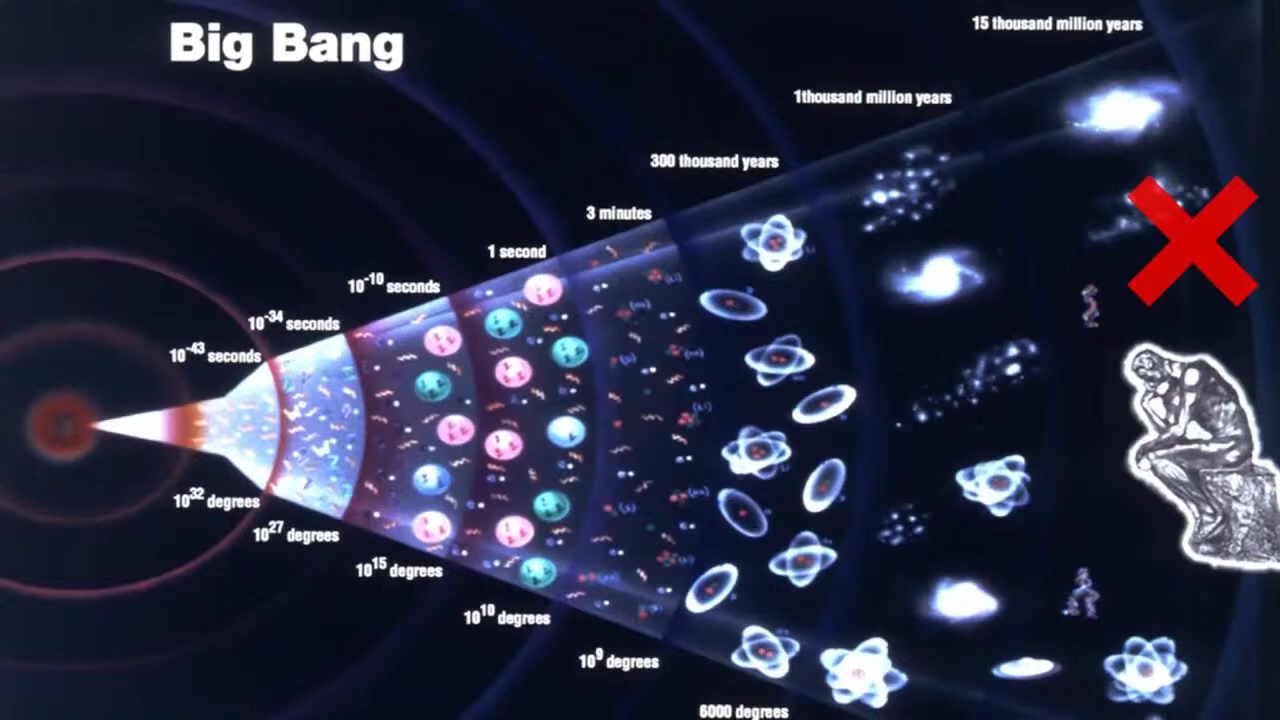 Big Bang
15 thousand million years
1thousand million years
300 thousand years
3 minutes
1 second
10⁻¹⁰ seconds
10⁻³⁴ seconds
10⁻⁴³ seconds
10³² degrees
10²⁷ degrees
10¹⁵ degrees
10¹⁰ degrees
10⁹ degrees
6000 degrees